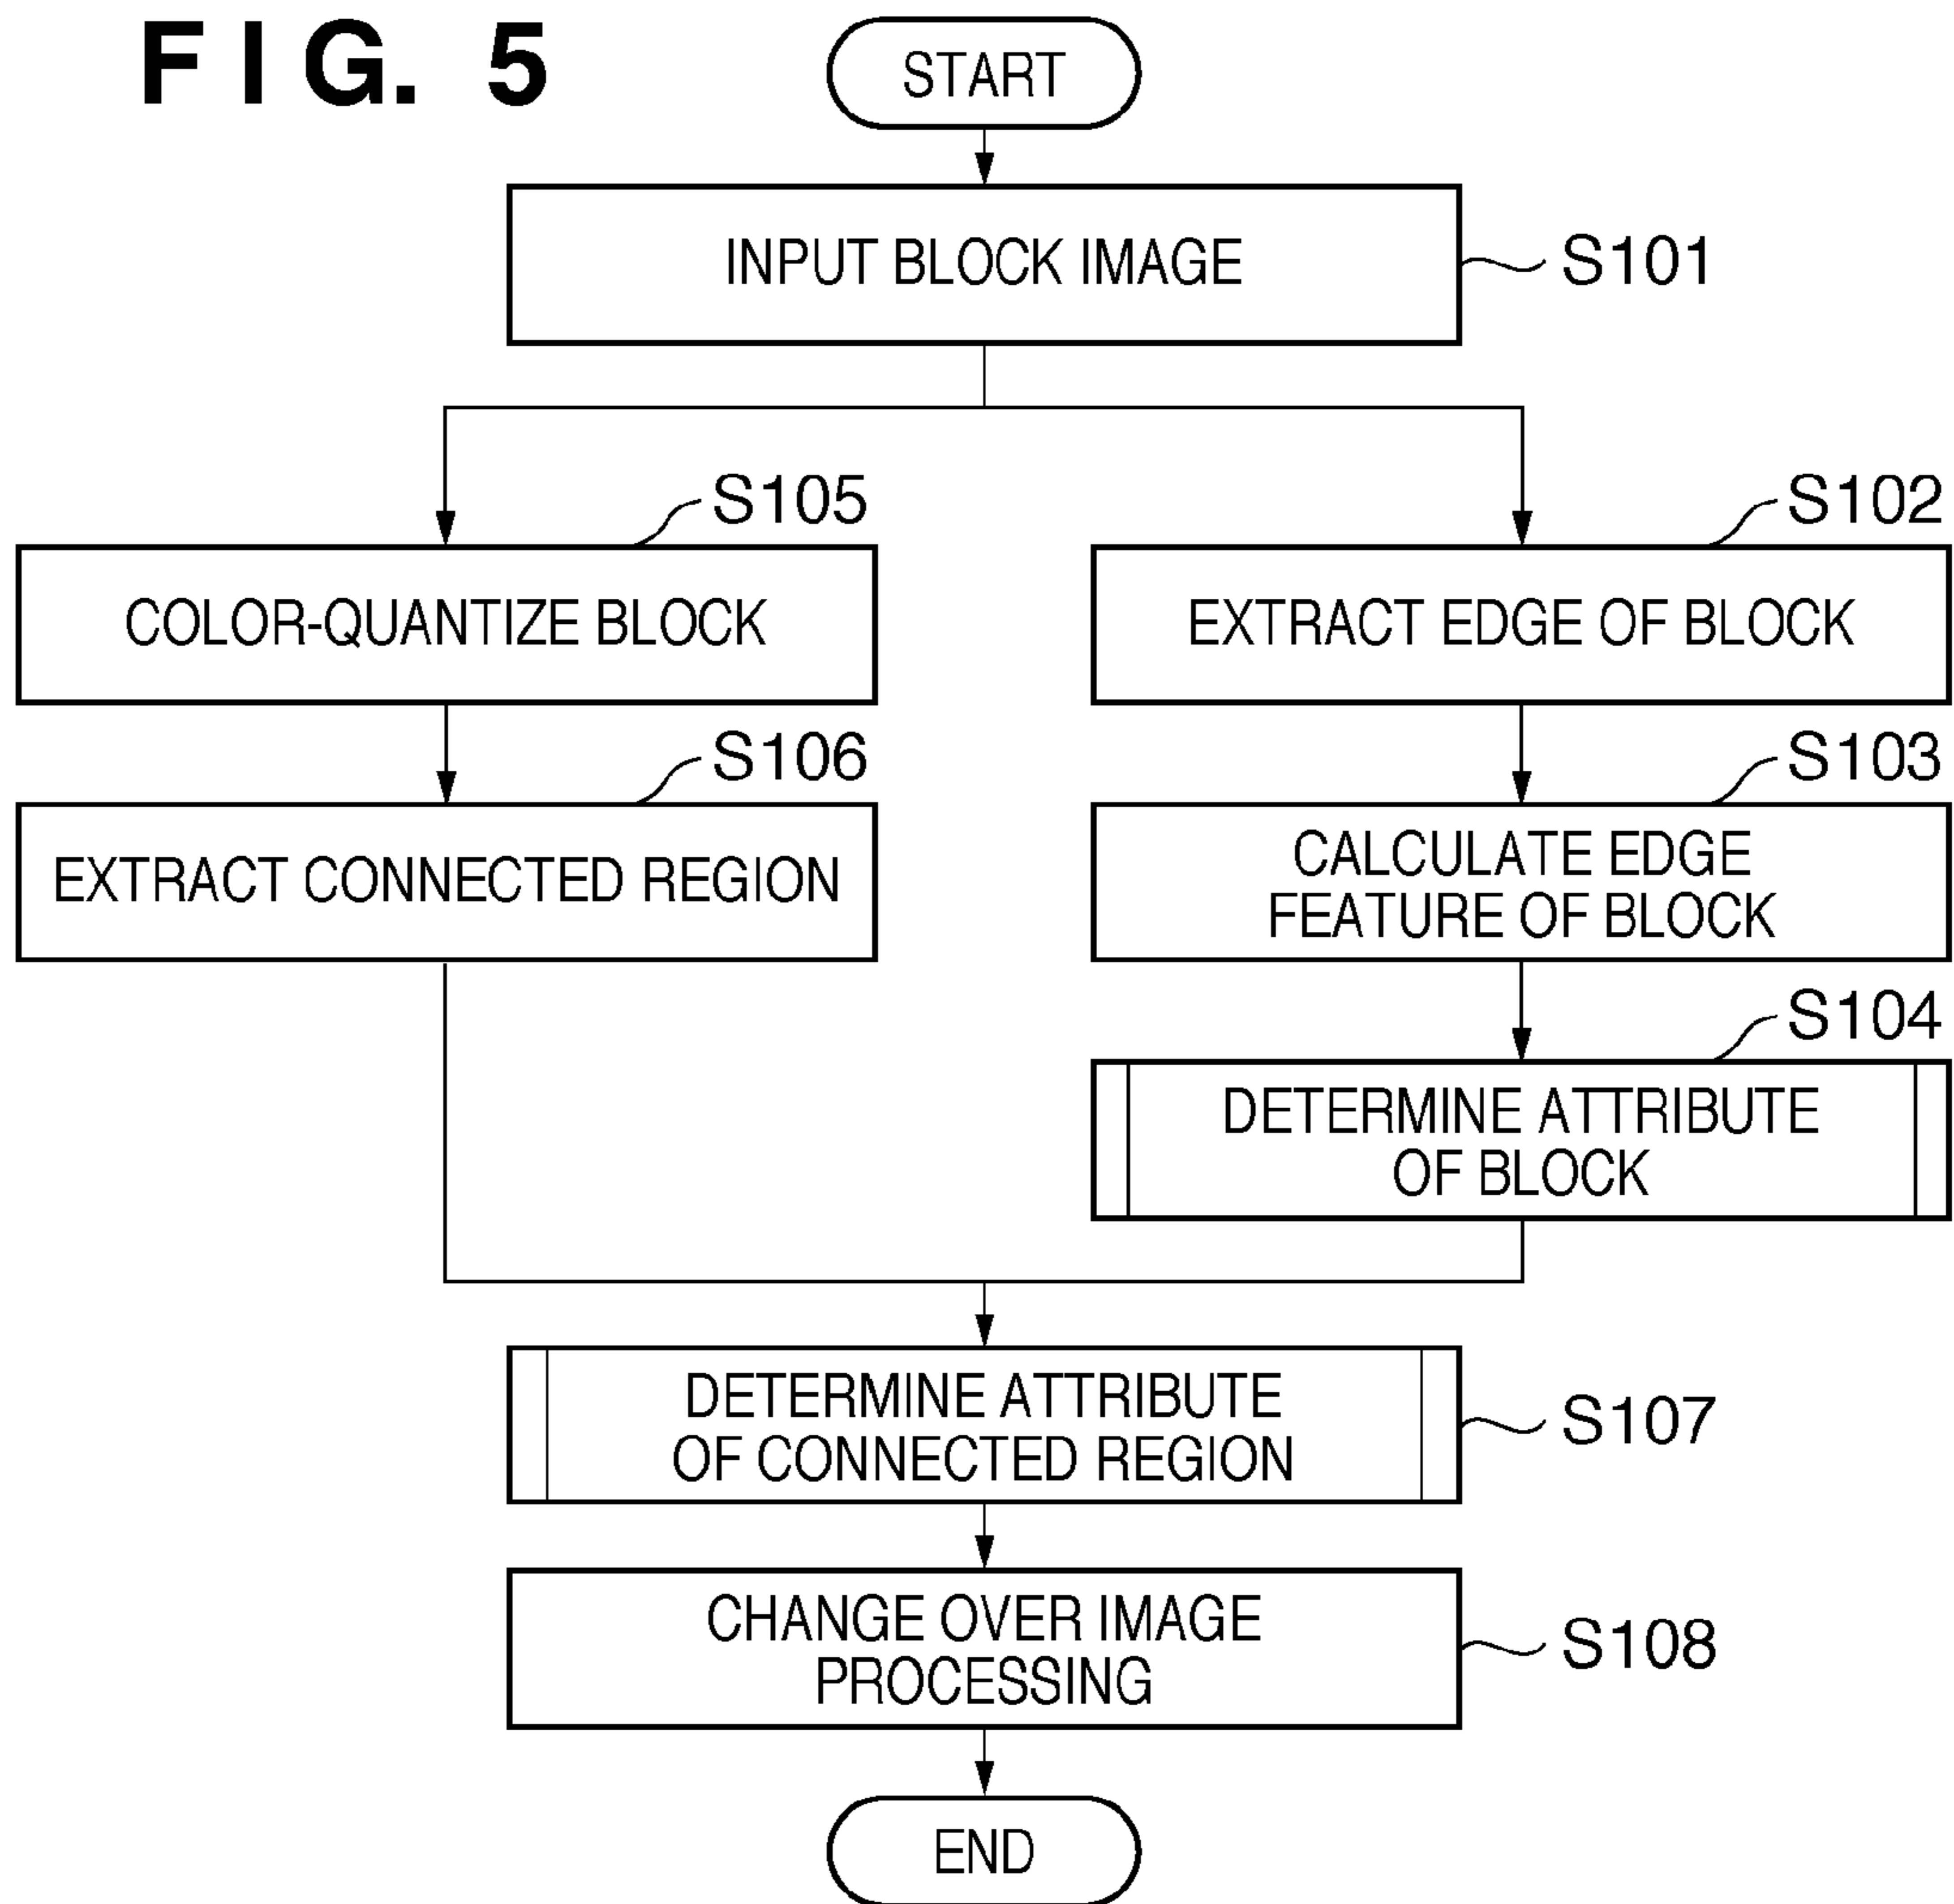 FIG. 5
START
INPUT BLOCK IMAGE
S101
S105
COLOR-QUANTIZE BLOCK
S106
EXTRACT CONNECTED REGION
S102
EXTRACT EDGE OF BLOCK
S103
CALCULATE EDGE
FEATURE OF BLOCK
S104
DETERMINE ATTRIBUTE
OF BLOCK
DETERMINE ATTRIBUTE
OF CONNECTED REGION
S107
CHANGE OVER IMAGE
PROCESSING
S108
END